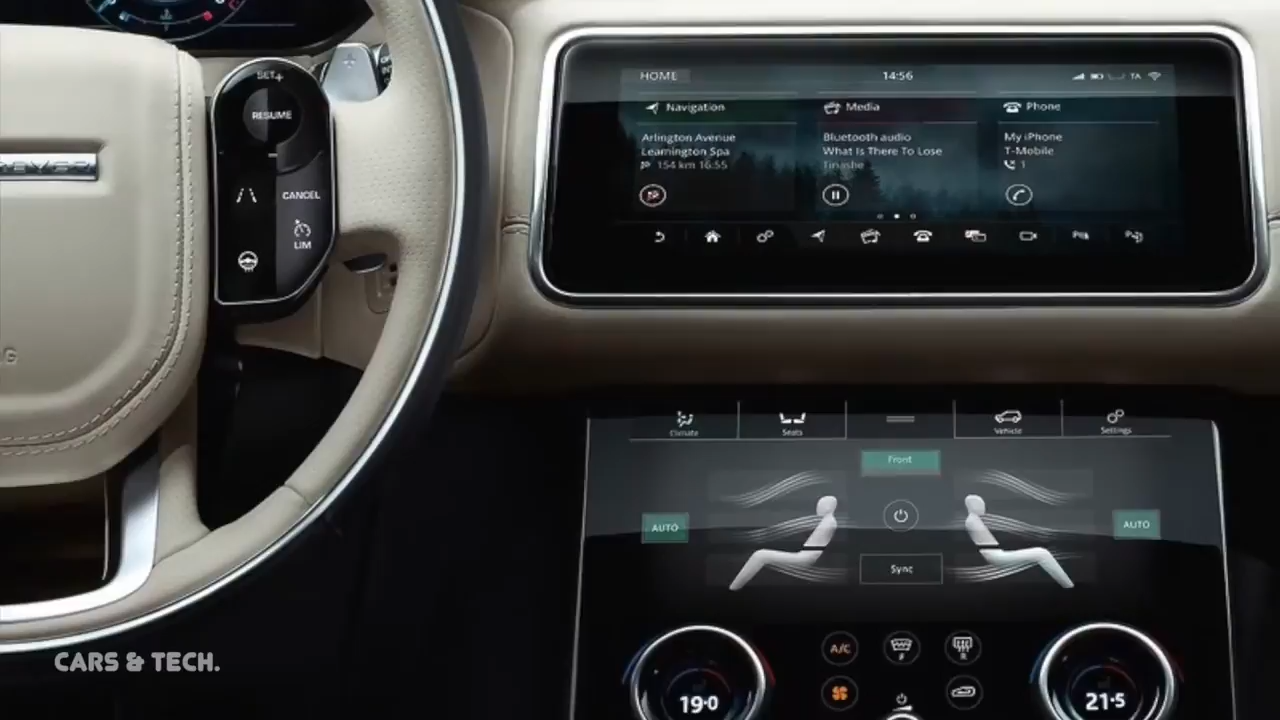 SET+
RESUME
CANCEL
LIM
HOME
14:56
TA
Navigation
Arlington Avenue
Leamington Spa
154 km 16:55
Media
Bluetooth audio
What Is There To Lose
Tinashe
Phone
My iPhone
T-Mobile
1
Climate
Seats
Vehicle
Settings
Front
AUTO
AUTO
Sync
A/C
19·0
21·5
CARS & TECH.